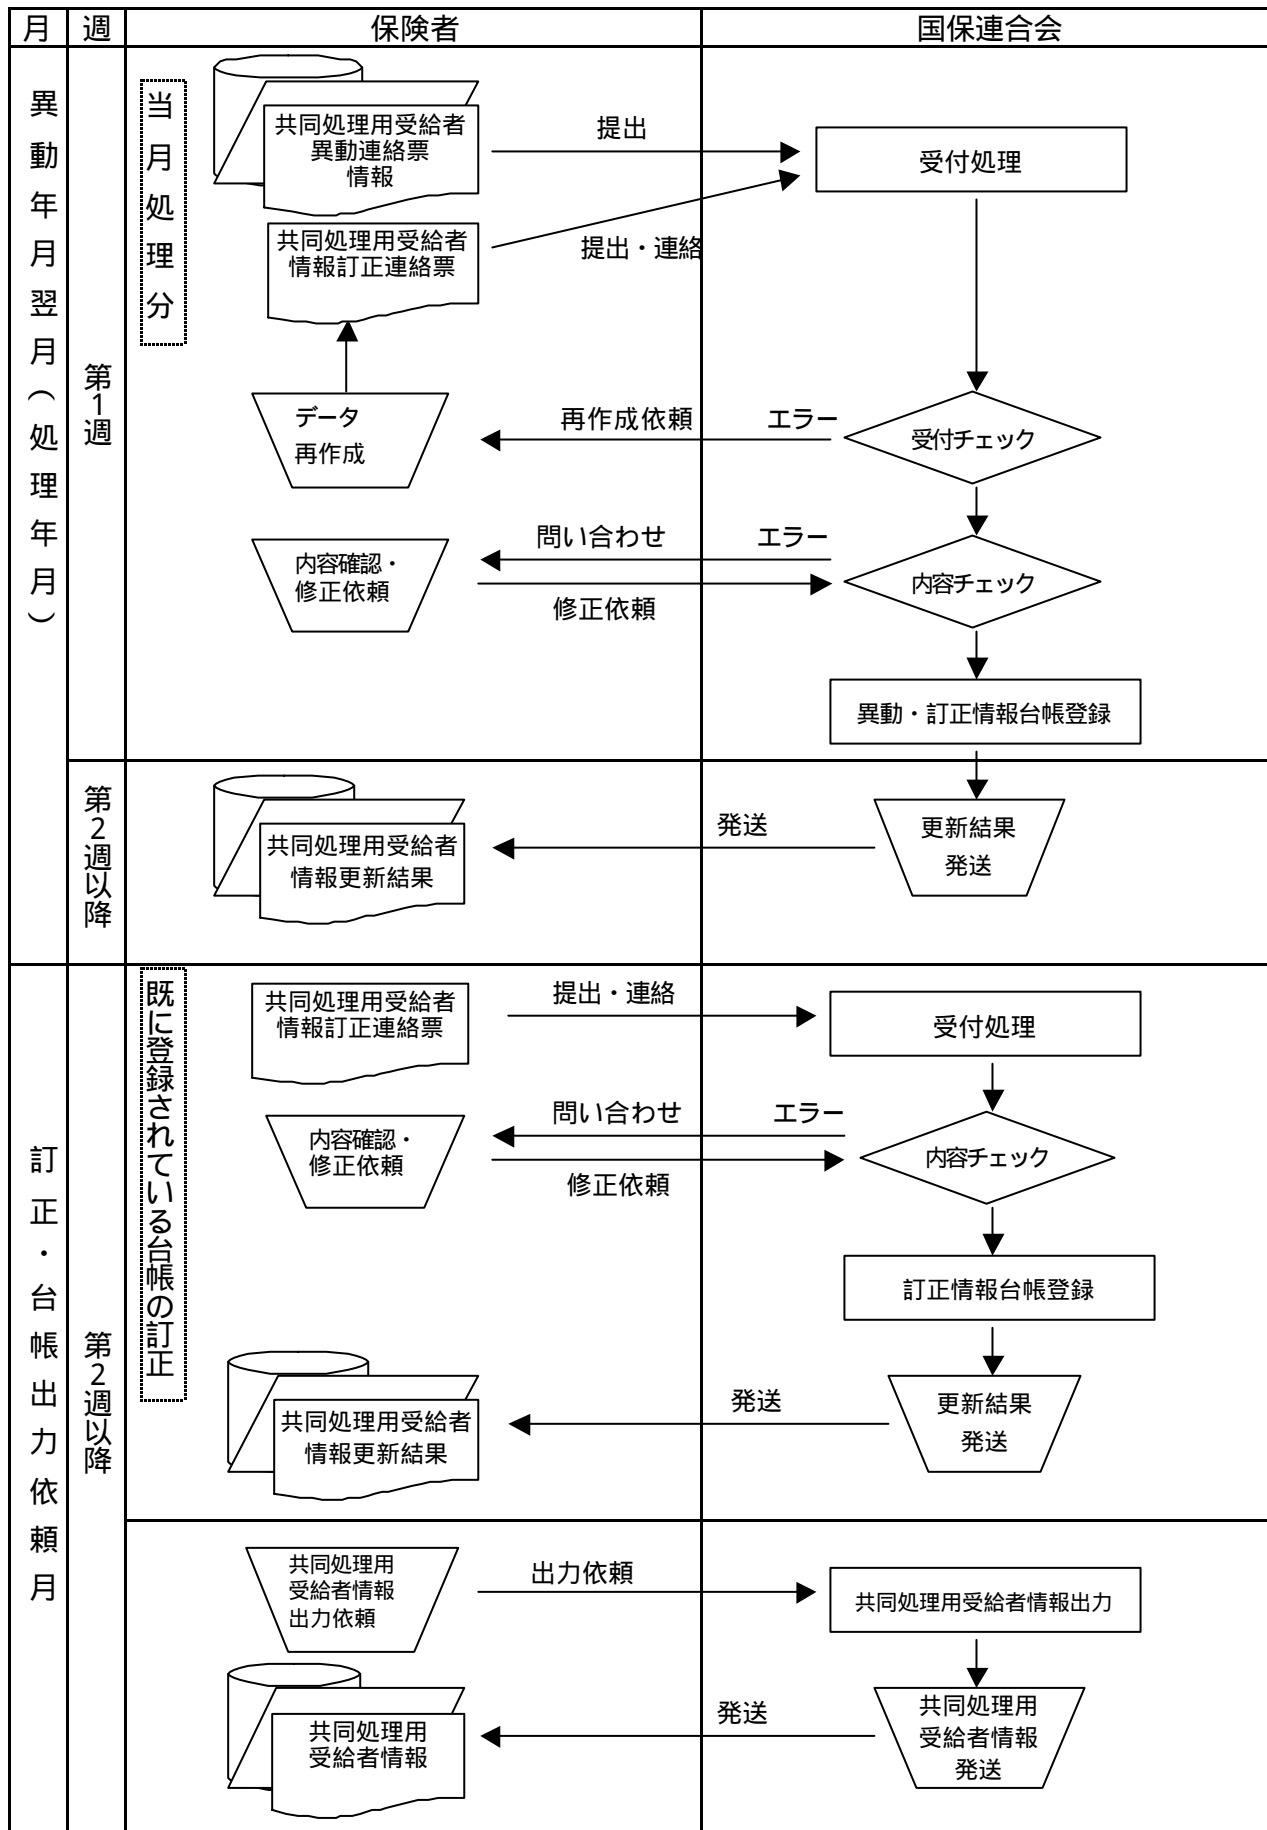 月
週
保険者
国保連合会
異動年月翌月（処理年月）
第1週
当月処理分
共同処理用受給者
異動連絡票
情報
提出
受付処理
共同処理用受給者
情報訂正連絡票
提出・連絡
データ
再作成
再作成依頼
エラー
受付チェック
内容確認・
修正依頼
問い合わせ
エラー
修正依頼
内容チェック
異動・訂正情報台帳登録
第2週以降
共同処理用受給者
情報更新結果
発送
更新結果
発送
訂正・台帳出力依頼月
第2週以降
既に登録されている台帳の訂正
共同処理用受給者
情報訂正連絡票
提出・連絡
受付処理
内容確認・
修正依頼
問い合わせ
エラー
修正依頼
内容チェック
訂正情報台帳登録
共同処理用受給者
情報更新結果
発送
更新結果
発送
共同処理用
受給者情報
出力依頼
出力依頼
共同処理用受給者情報出力
共同処理用
受給者情報
発送
共同処理用
受給者情報
発送